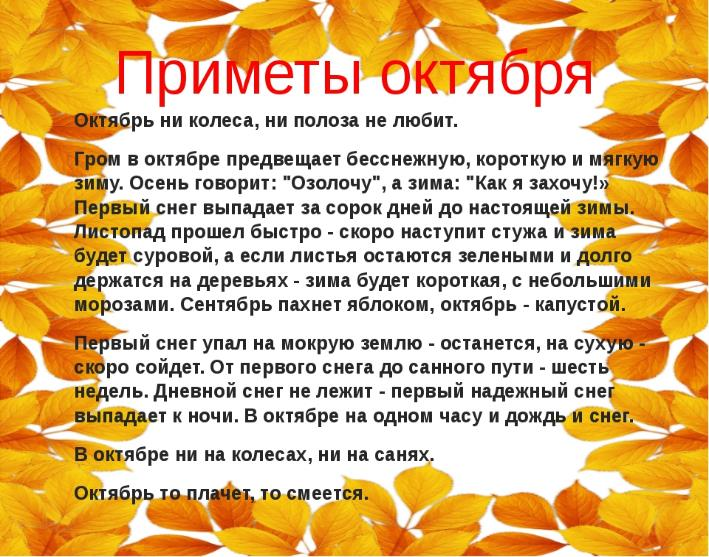 Приметы октября
Октябрь ни колеса, ни полоза не любит.
Гром в октябре предвещает бесснежную, короткую и мягкую
зиму. Осень говорит: "Озолочу", а зима: "Как я захочу!»
Первый снег выпадает за сорок дней до настоящей зимы.
Листопад прошел быстро - скоро наступит стужа и зима
будет суровой, а если листья остаются зелеными и долго
держатся на деревьях - зима будет короткая, с небольшими
морозами. Сентябрь пахнет яблоком, октябрь - капустой.
Первый снег упал на мокрую землю - останется, на сухую -
скоро сойдет. От первого снега до санного пути - шесть
недель. Дневной снег не лежит - первый надежный снег
выпадает к ночи. В октябре на одном часу и дождь и снег.
В октябре ни на колесах, ни на санях.
Октябрь то плачет, то смеется.